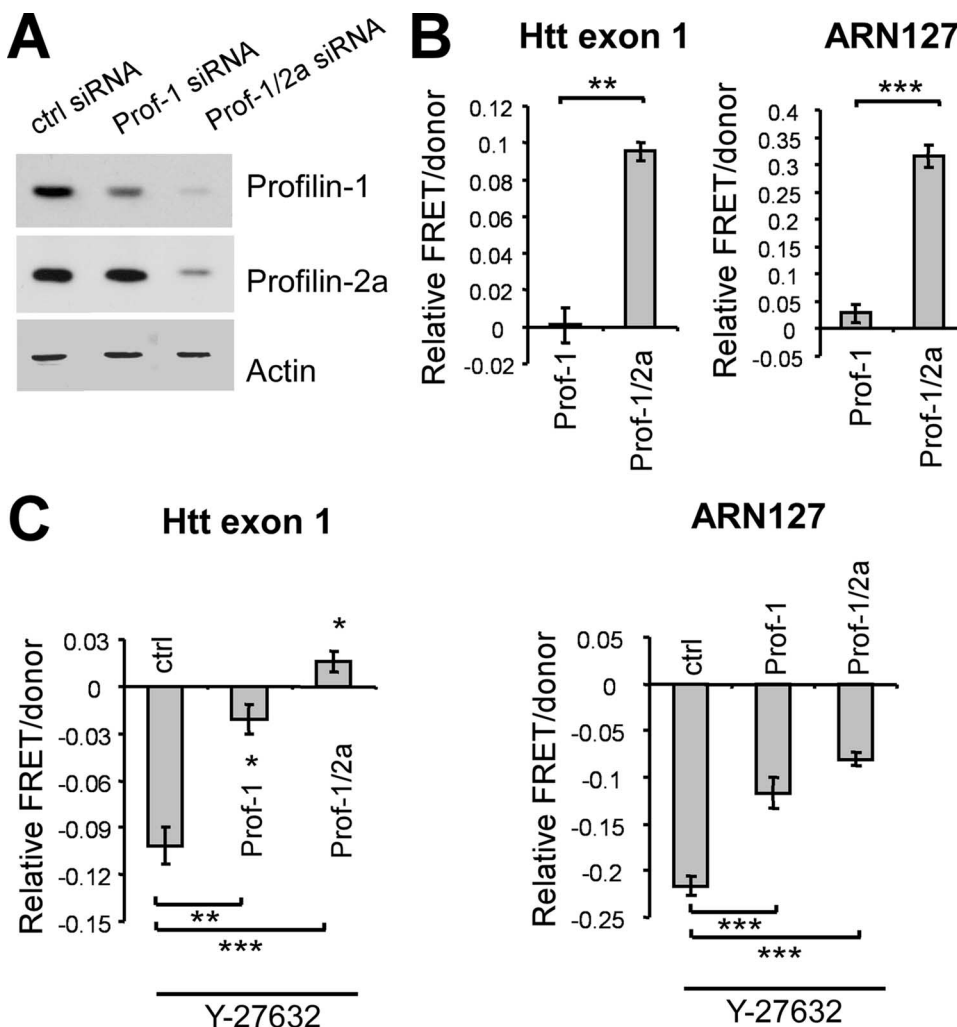 A
ctrl siRNA
Prof-1 siRNA
Prof-1/2a siRNA
Profilin-1
Profilin-2a
Actin
B
Htt exon 1
Relative FRET/donor
0.12
0.1
0.08
0.06
0.04
0.02
0
-0.02
**
Prof-1
Prof-1/2a
ARN127
Relative FRET/donor
0.4
0.35
0.3
0.25
0.2
0.15
0.1
0.05
0
-0.05
***
Prof-1
Prof-1/2a
C
Htt exon 1
Relative FRET/donor
0.03
0
-0.03
-0.06
-0.09
-0.12
-0.15
ctrl
Prof-1
*
Prof-1/2a
*
**
***
Y-27632
ARN127
Relative FRET/donor
0.05
0
-0.05
-0.1
-0.15
-0.2
-0.25
ctrl
Prof-1
Prof-1/2a
***
***
Y-27632